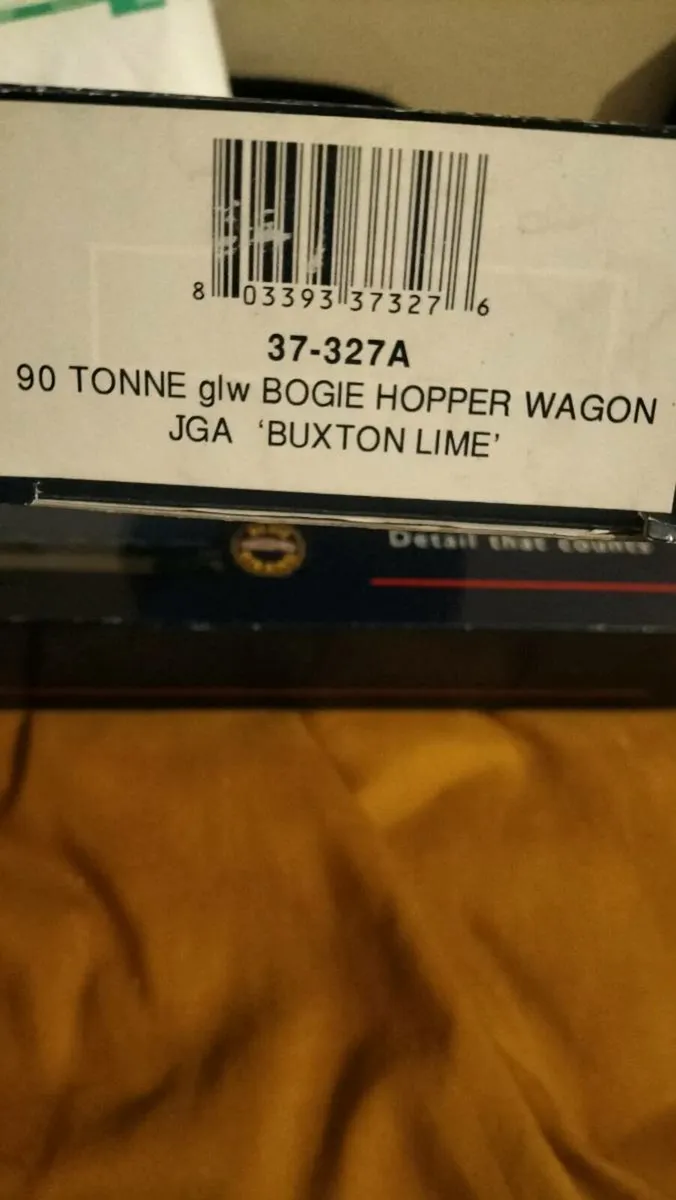 8 03393 37327 6
37-327A
90 TONNE glw BOGIE HOPPER WAGON
JGA 'BUXTON LIME'
Detail that counts